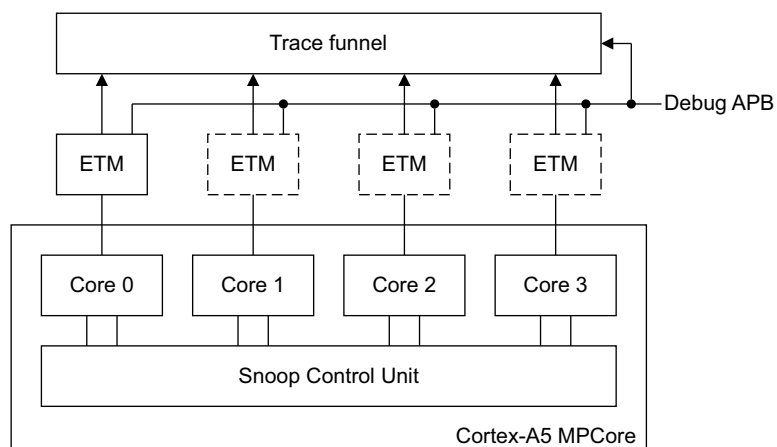 Trace funnel
Debug APB
ETM ETM ETM ETM
Core 0 Core 1 Core 2 Core 3
Snoop Control Unit
Cortex-A5 MPCore